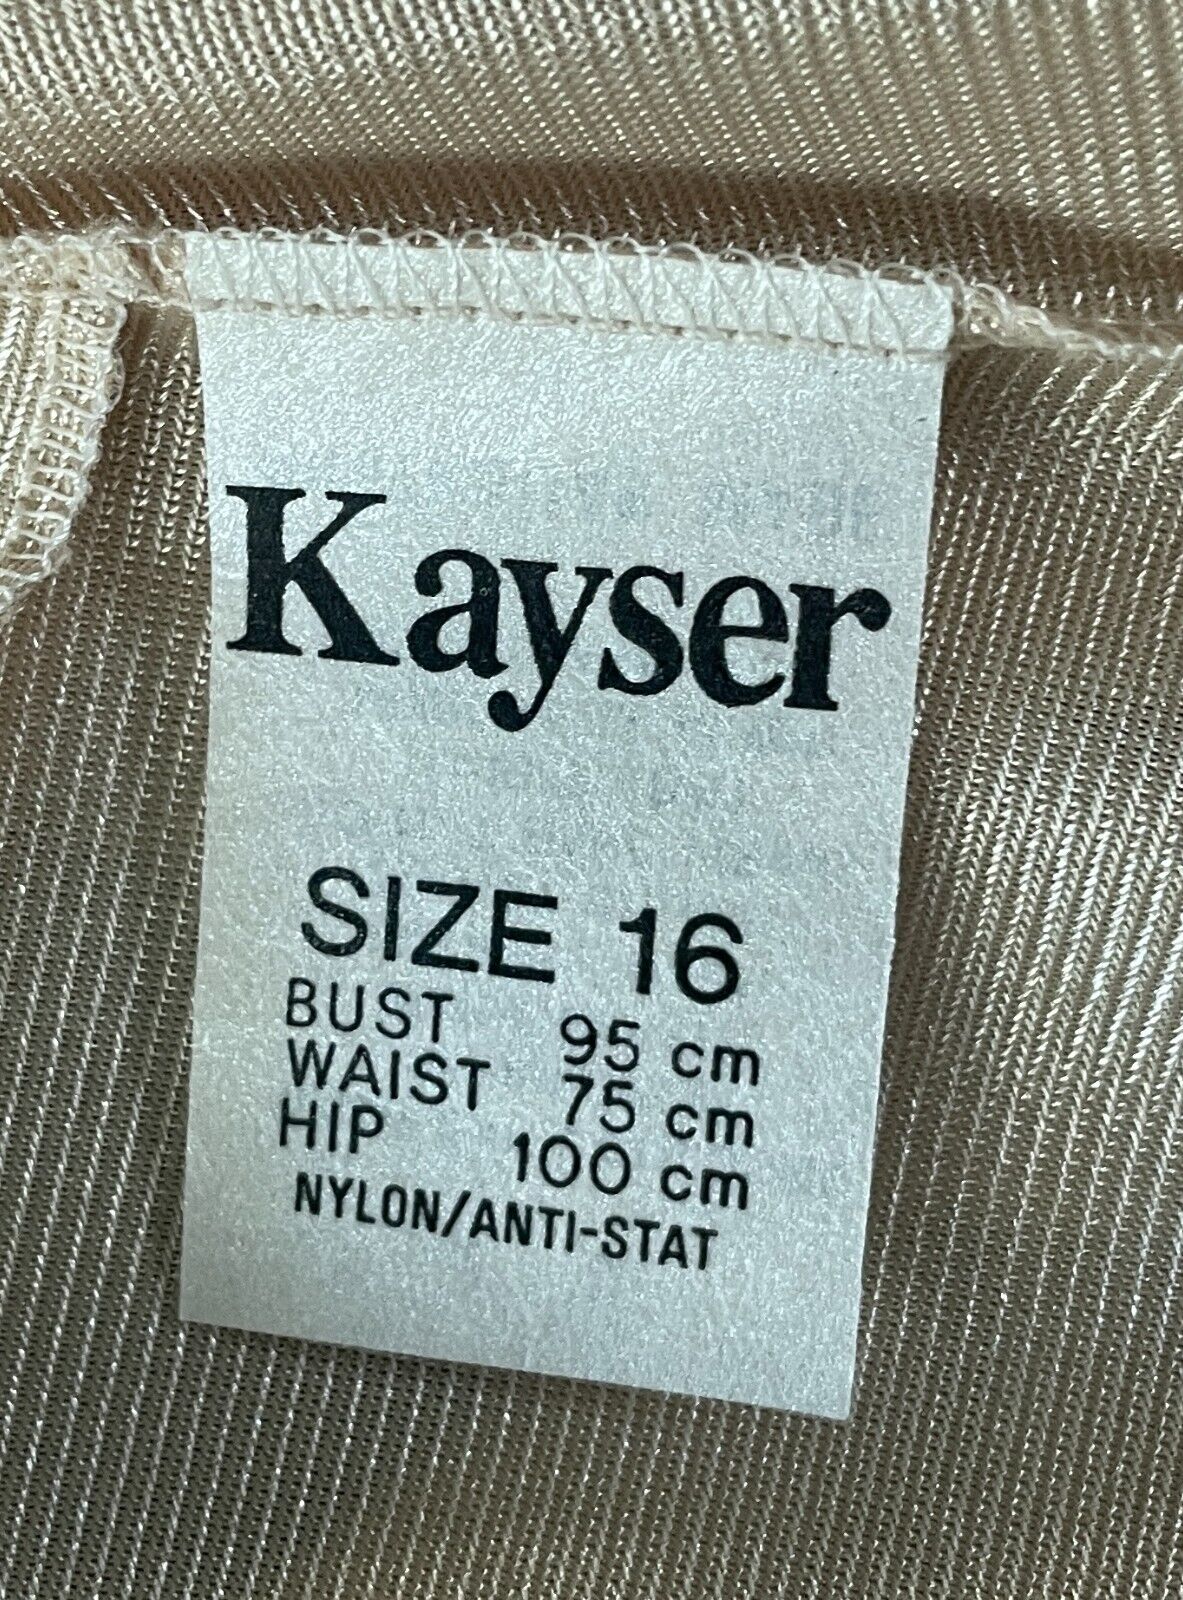 Kayser
SIZE 16
BUST 95 cm
WAIST 75 cm
HIP 100 cm
NYLON/ANTI-STAT